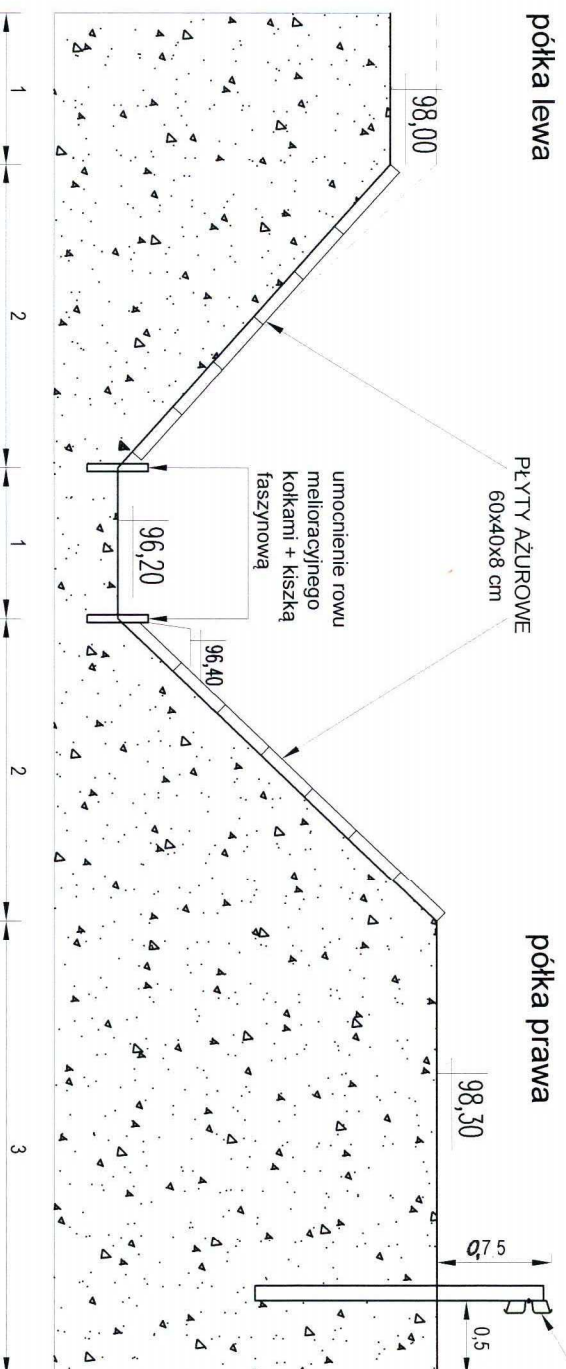 półka lewa
półka prawa
PŁYTY AŻUROWE
60x40x8 cm
98,00
98,30
0,75
0,5
umocnienie rowu
melioracyjnego
kołkami + kiszką
faszynową
96,20
96,40
1
2
1
2
3